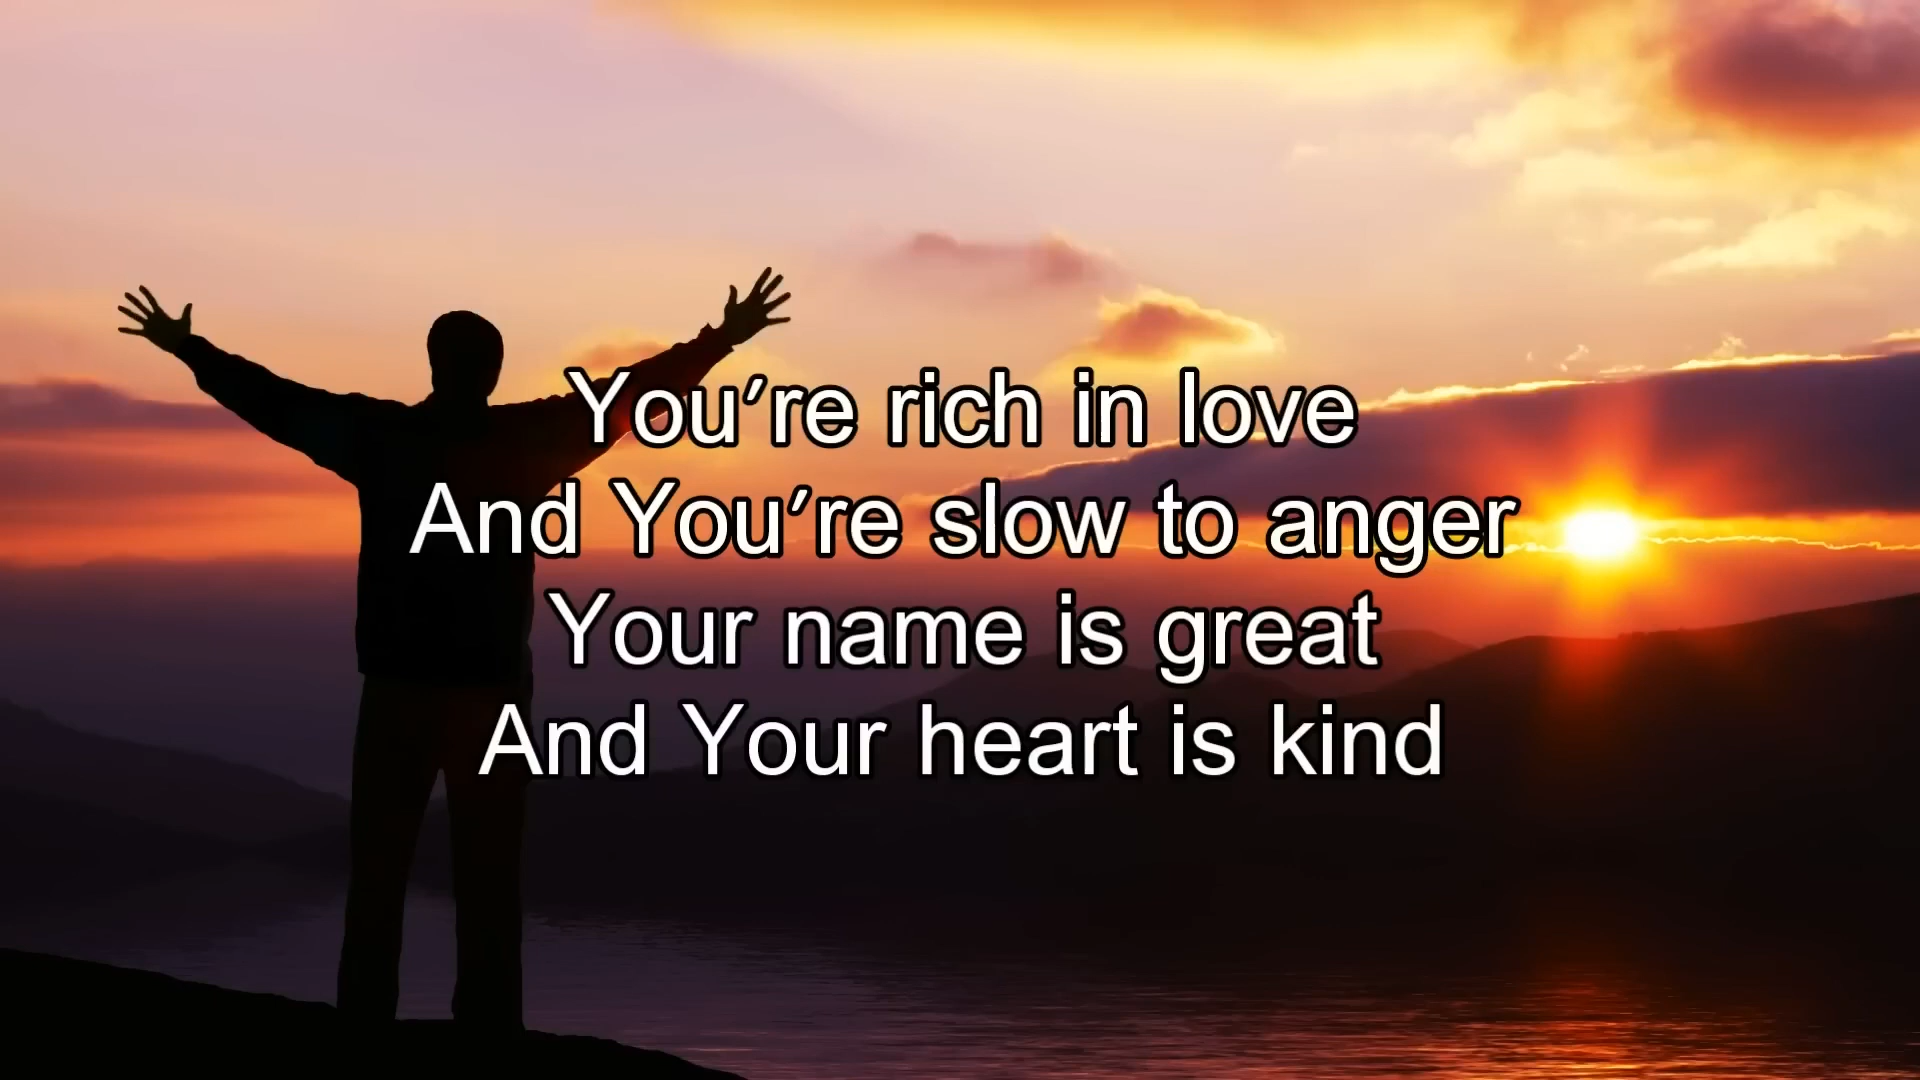 You're rich in love
And You're slow to anger
Your name is great
And Your heart is kind